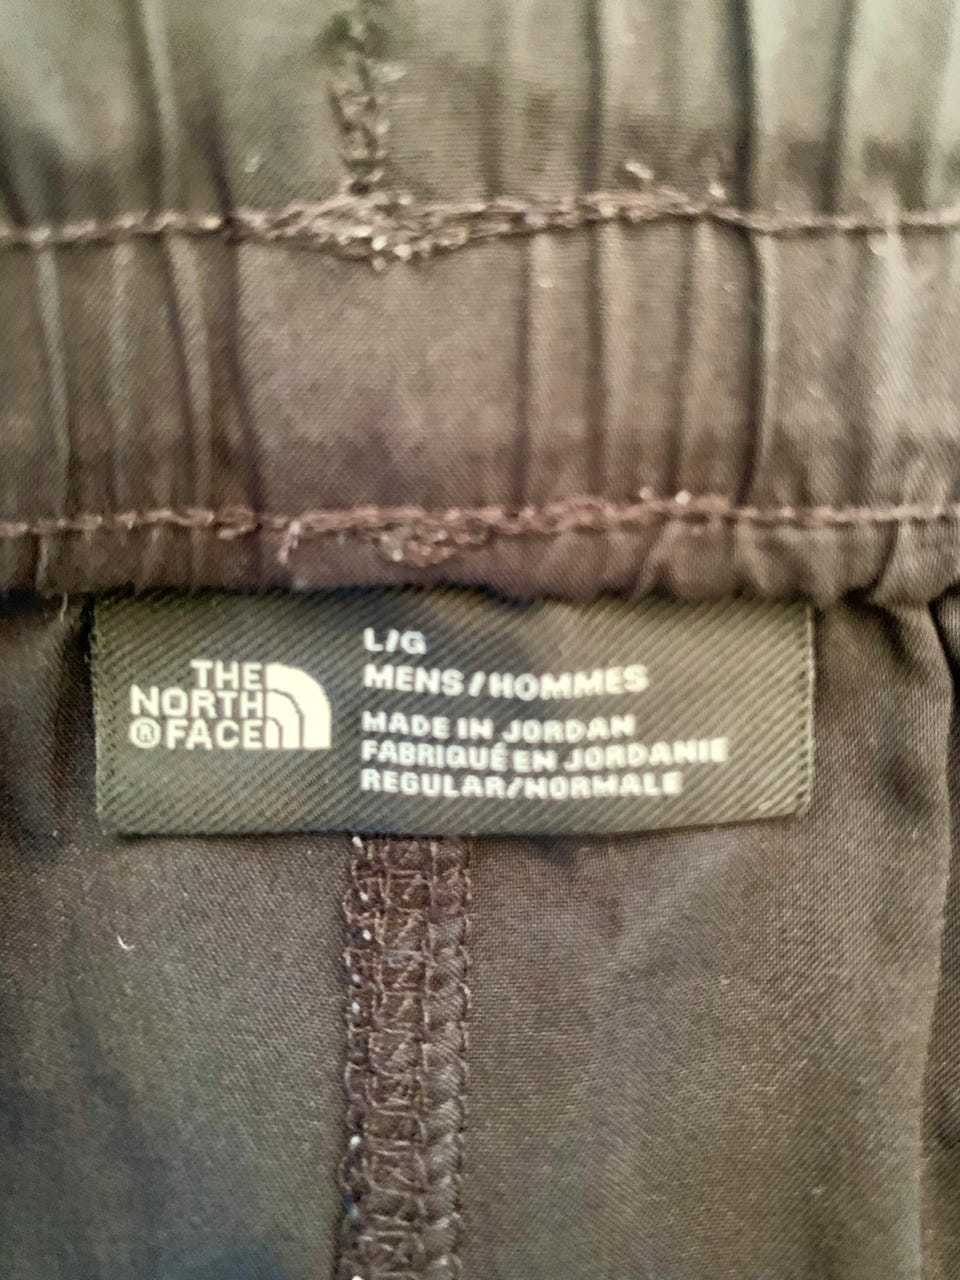 THE
NORTH
® FACE
L/G
MENS/HOMMES
MADE IN JORDAN
FABRIQUÉ EN JORDANIE
REGULAR/NORMALE